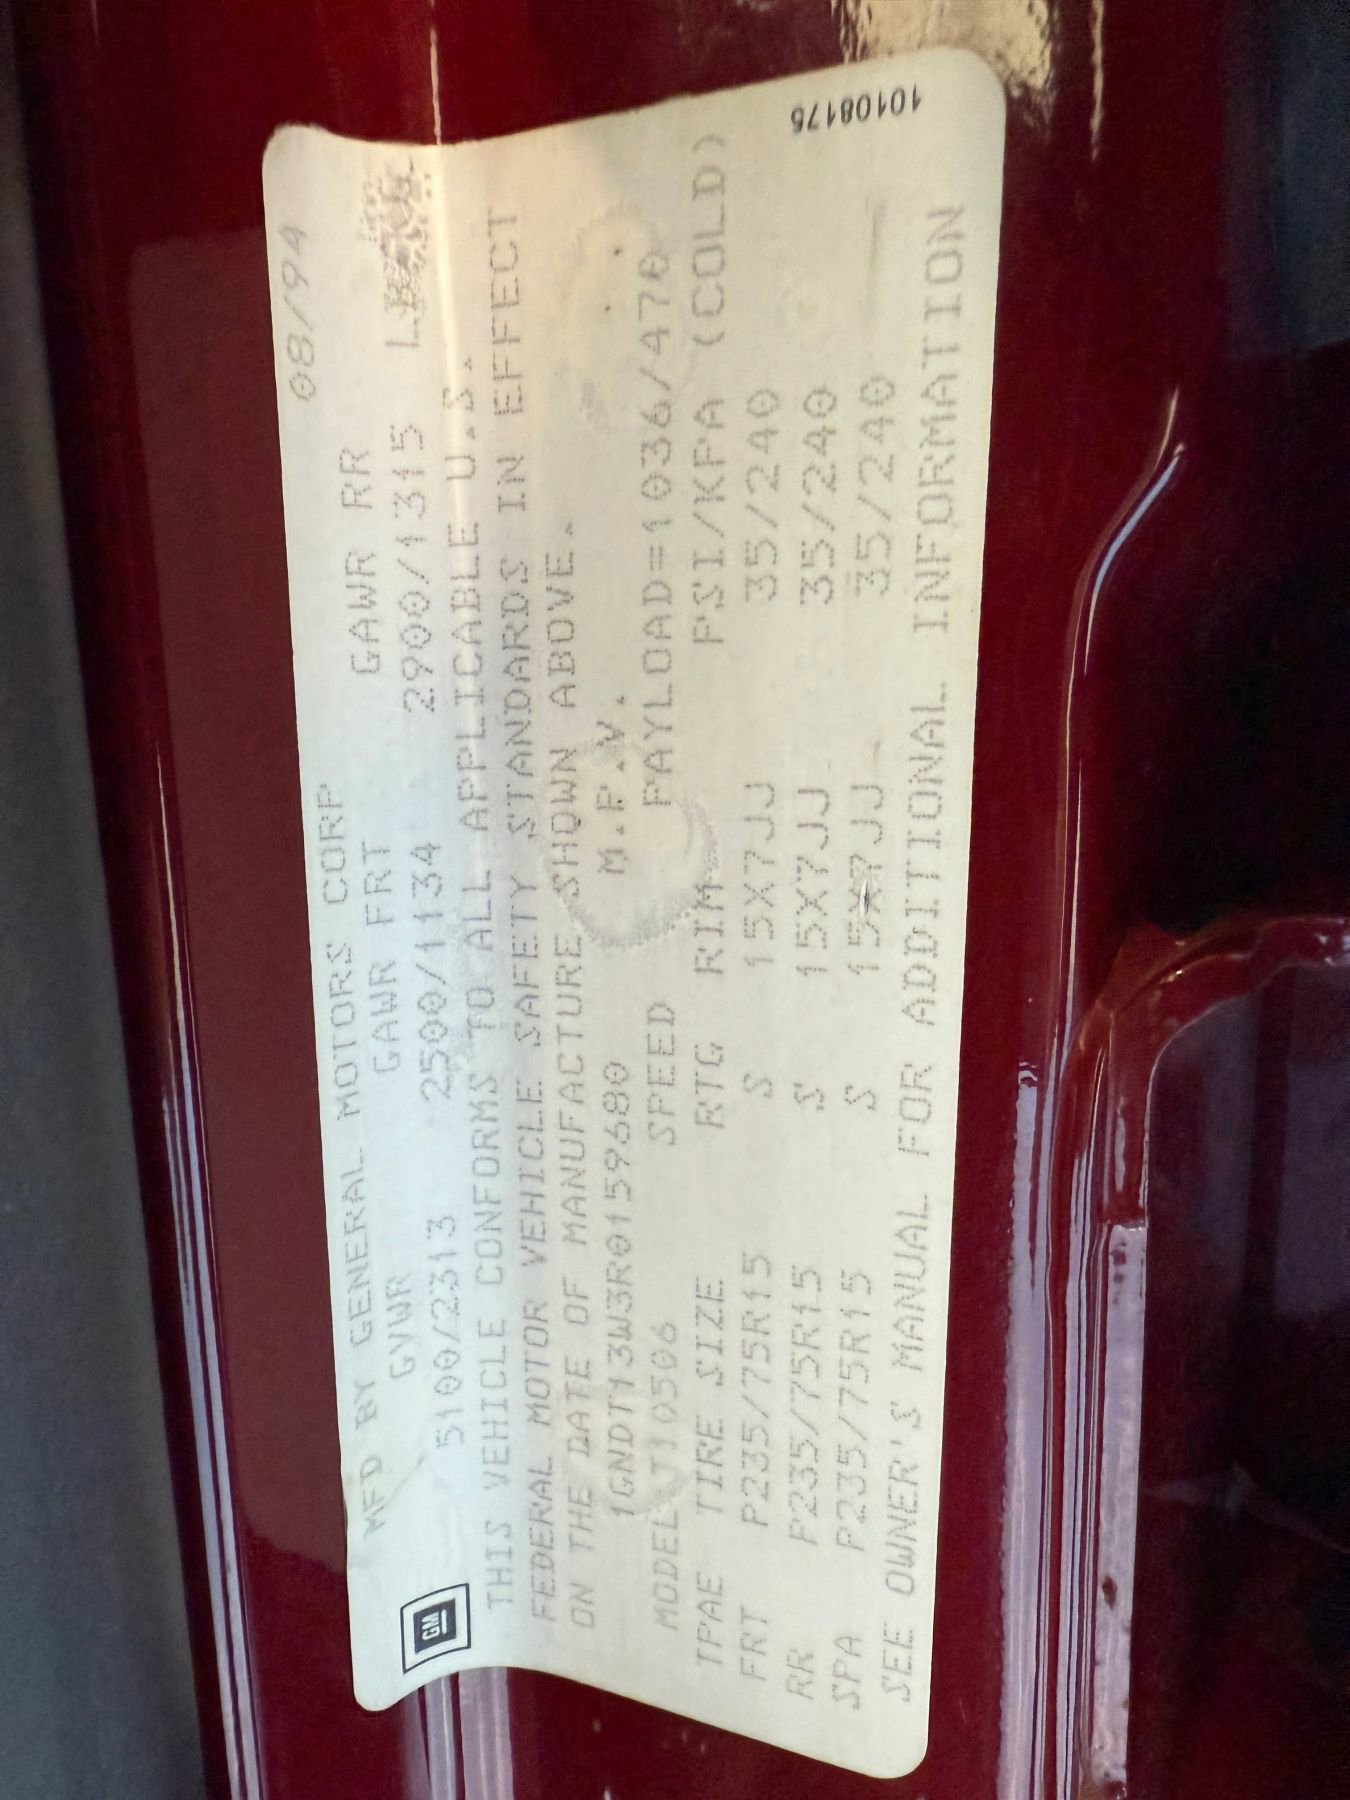 10108175
GM
MFD BY GENERAL MOTORS CORP 08/94
GVWR GAWR FRT GAWR RR
5100/2313 2500/1134 2900/1315
THIS VEHICLE CONFORMS TO ALL APPLICABLE U.S.
FEDERAL MOTOR VEHICLE SAFETY STANDARDS IN EFFECT
ON THE DATE OF MANUFACTURE SHOWN ABOVE.
1GNDT13W3R0159680 M.P.V.
MODEL:T10506 PAYLOAD=1036/470
SPEED
TPAE TIRE SIZE RTG RIM PSI/KPA (COLD)
FRT P235/75R15 S 15X7JJ 35/240
RR P235/75R15 S 15X7JJ 35/240
SPA P235/75R15 S 15X7JJ 35/240
SEE OWNER'S MANUAL FOR ADDITIONAL INFORMATION